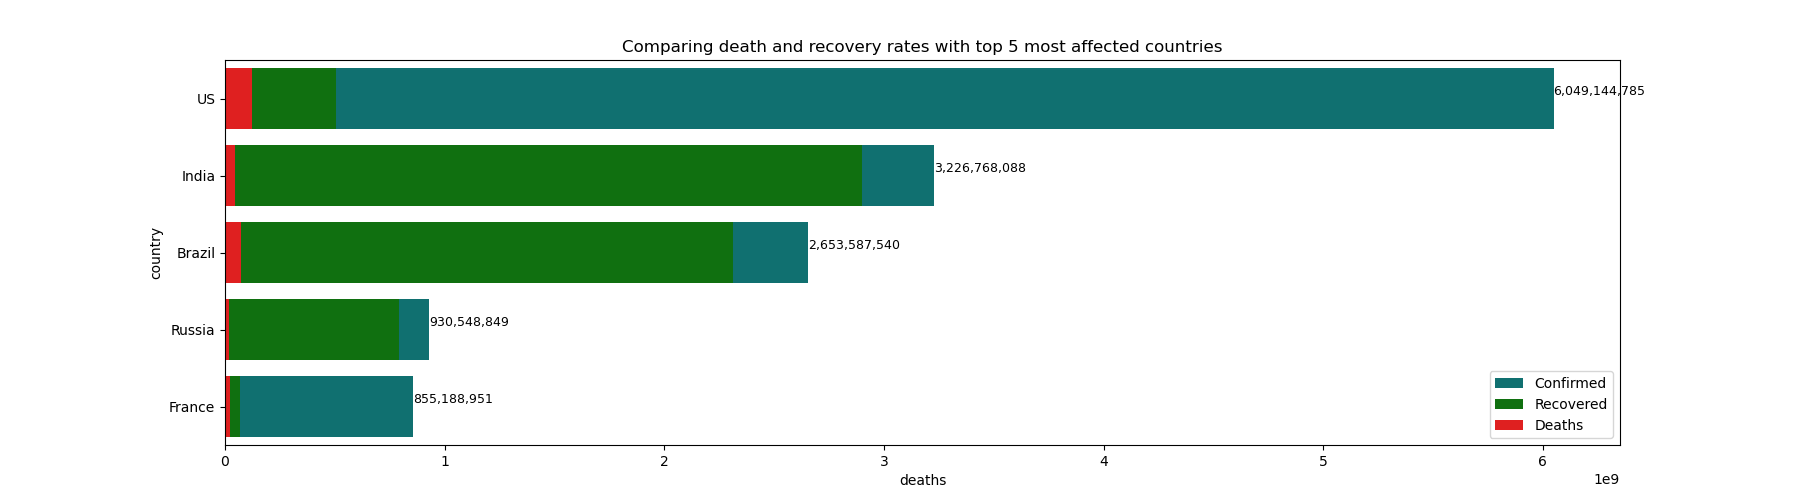 Comparing death and recovery rates with top 5 most affected countries
US
6,049,144,785
India
3,226,768,088
Brazil
2,653,587,540
country
Russia
930,548,849
France
855,188,951
Confirmed
Recovered
Deaths
0 1 2 3 4 5 6
1e9
deaths